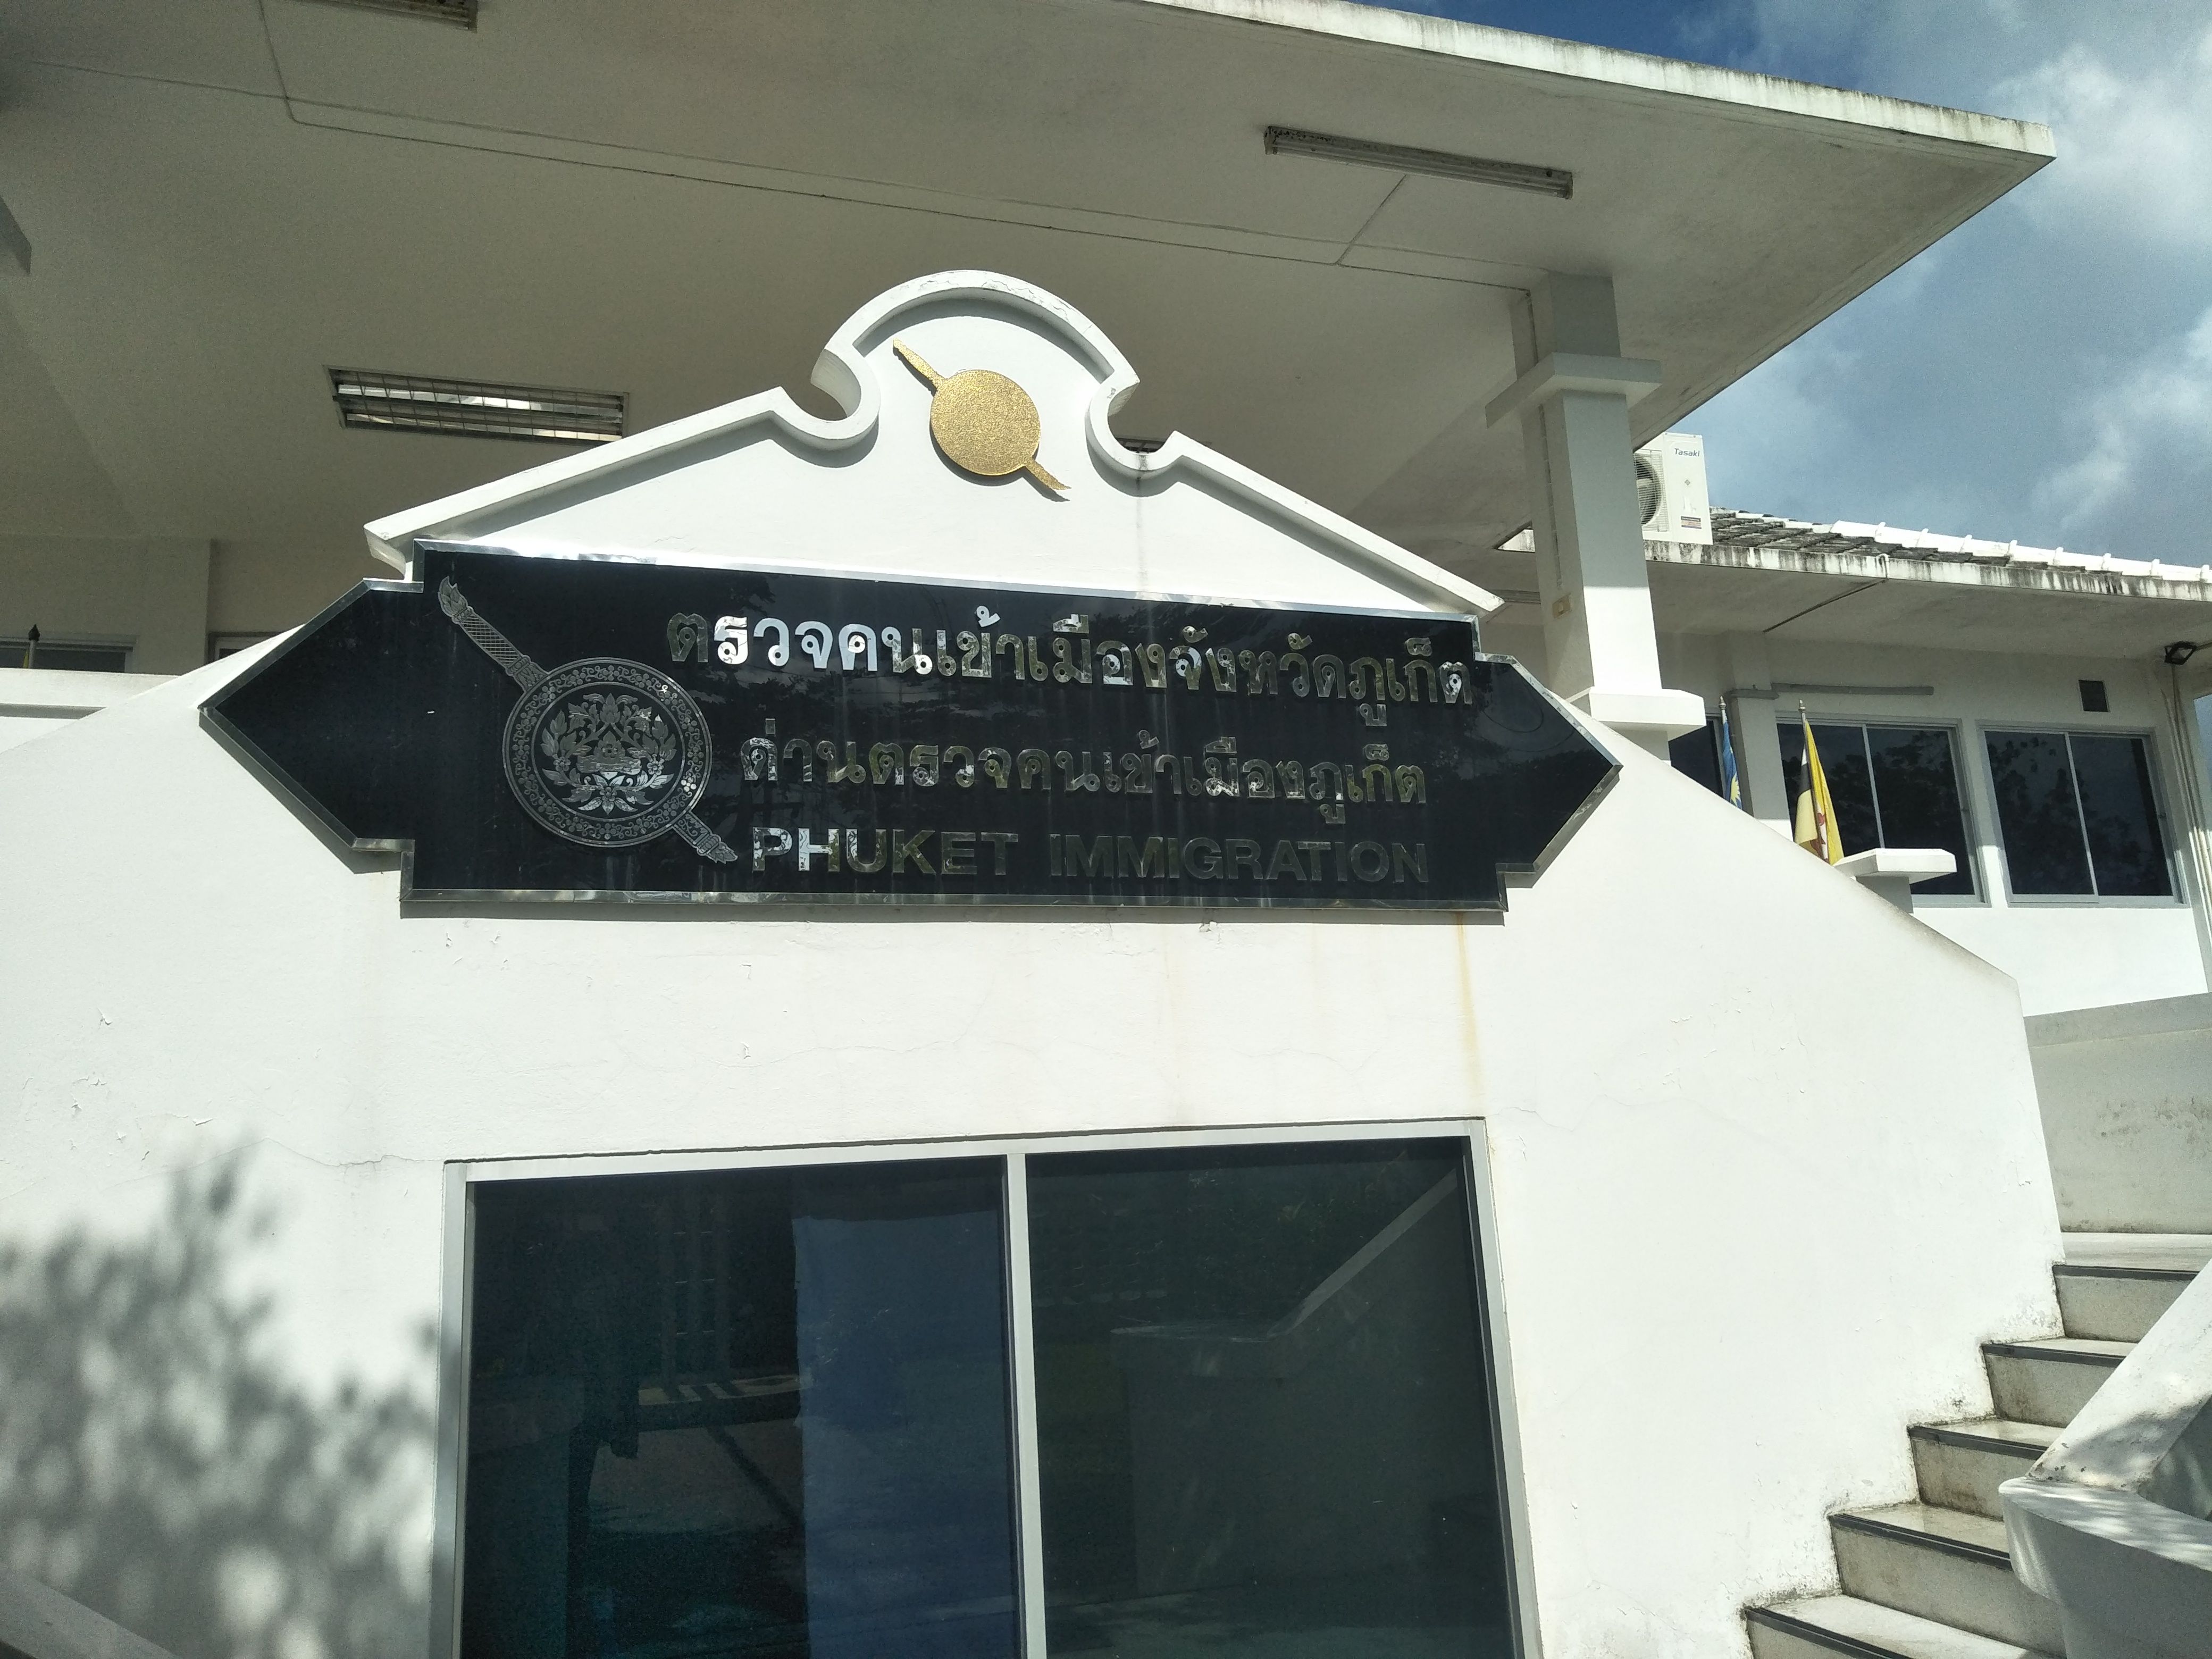 ตรวจคนเข้าเมืองจังหวัดภูเก็ต
ด่านตรวจคนเข้าเมืองภูเก็ต
PHUKET IMMIGRATION
Tasaki